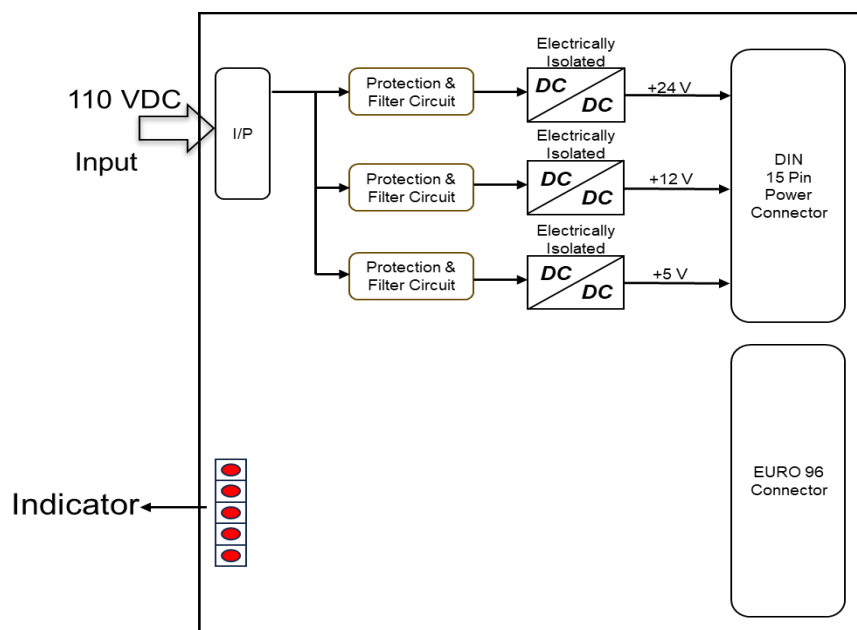 110 VDC
Input
I/P
Protection &
Filter Circuit
Electrically
Isolated
DC
DC
+24 V
Protection &
Filter Circuit
Electrically
Isolated
DC
DC
+12 V
Protection &
Filter Circuit
Electrically
Isolated
DC
DC
+5 V
DIN
15 Pin
Power
Connector
Indicator
EURO 96
Connector